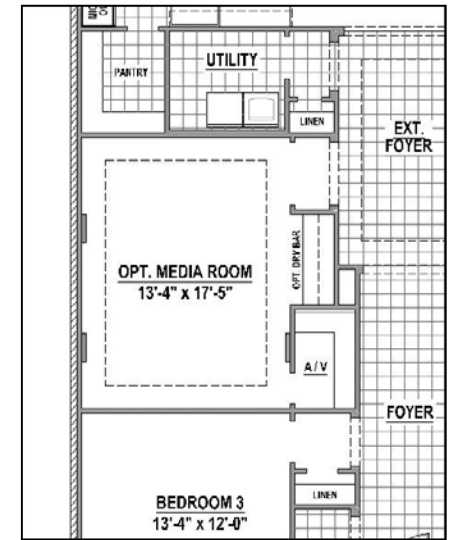 PANTRY
UTILITY
LINEN
EXT.
FOYER
OPT. DRY BAR
OPT. MEDIA ROOM
13'-4" x 17'-5"
A/V
FOYER
LINEN
BEDROOM 3
13'-4" x 12'-0"